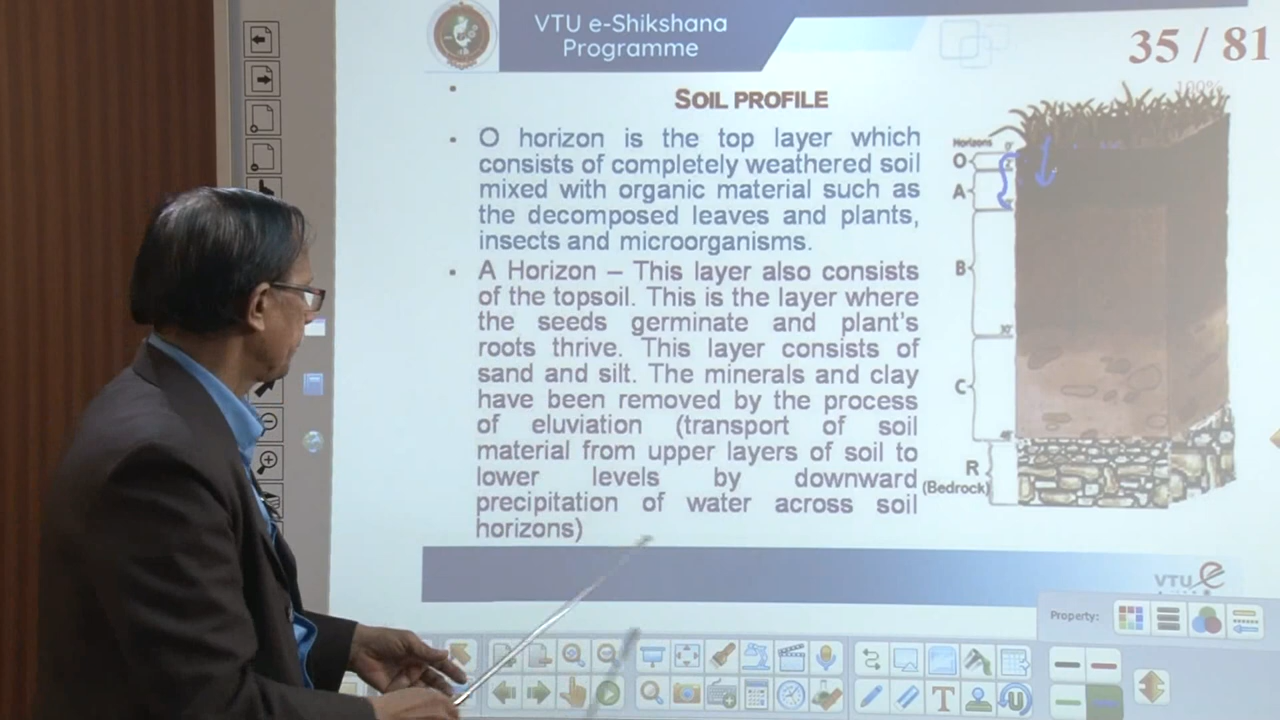 VTU e-Shikshana
Programme
35 / 81
100%
SOIL PROFILE
• O horizon is the top layer which
consists of completely weathered soil
mixed with organic material such as
the decomposed leaves and plants,
insects and microorganisms.
• A Horizon – This layer also consists
of the topsoil. This is the layer where
the seeds germinate and plant's
roots thrive. This layer consists of
sand and silt. The minerals and clay
have been removed by the process
of eluviation (transport of soil
material from upper layers of soil to
lower levels by downward
precipitation of water across soil
horizons)
Horizons
O
A
B
C
R
(Bedrock)
VTU e
Property: